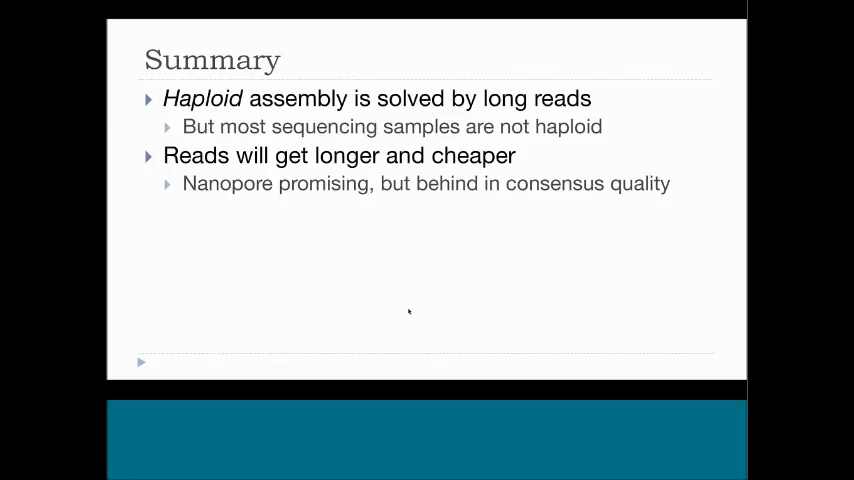 Summary
Haploid assembly is solved by long reads
But most sequencing samples are not haploid
Reads will get longer and cheaper
Nanopore promising, but behind in consensus quality